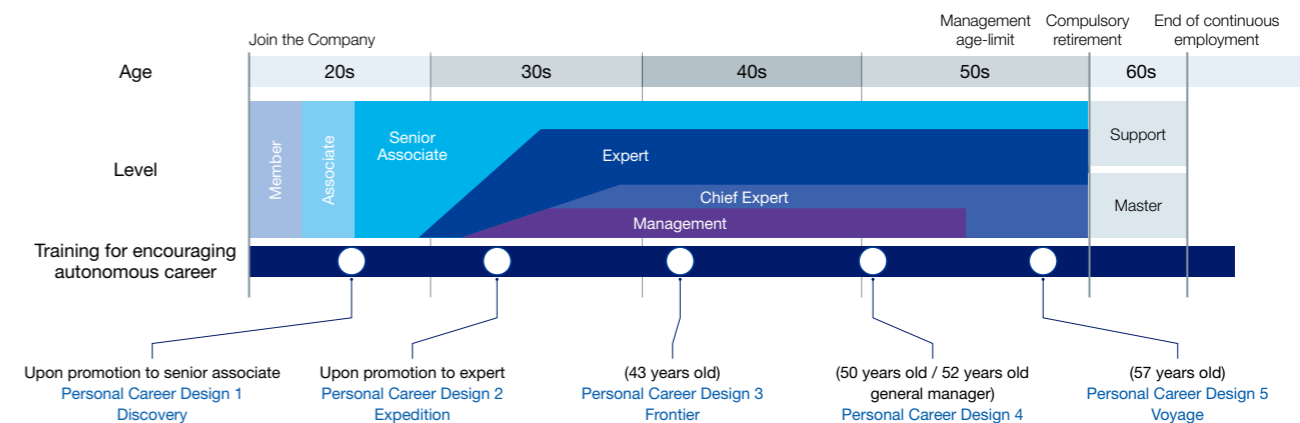 Join the Company
Management
age-limit
Compulsory
retirement
End of continuous
employment
Age
20s
30s
40s
50s
60s
Level
Member
Associate
Senior
Associate
Expert
Chief Expert
Management
Support
Master
Training for encouraging
autonomous career
Upon promotion to senior associate
Personal Career Design 1
Discovery
Upon promotion to expert
Personal Career Design 2
Expedition
(43 years old)
Personal Career Design 3
Frontier
(50 years old / 52 years old
general manager)
Personal Career Design 4
(57 years old)
Personal Career Design 5
Voyage